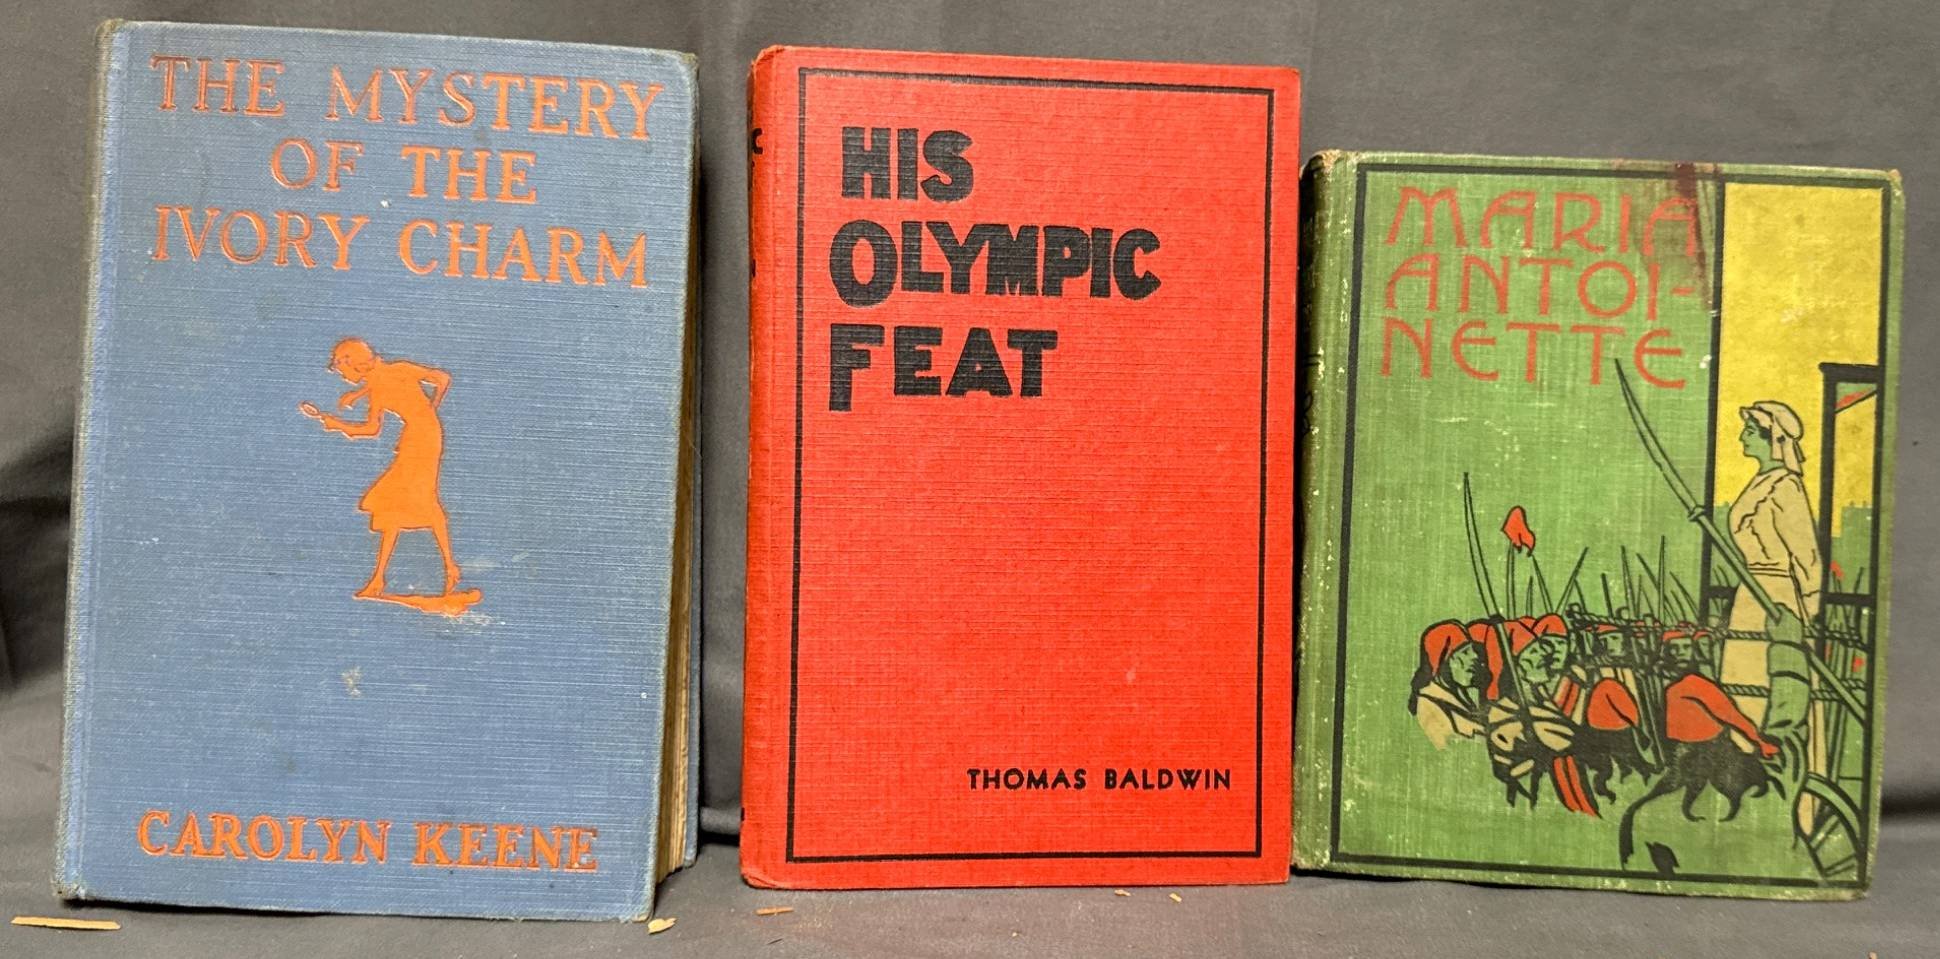 THE MYSTERY
OF THE
IVORY CHARM
CAROLYN KEENE
HIS
OLYMPIC
FEAT
THOMAS BALDWIN
MARIA
ANTOI-
NETTE